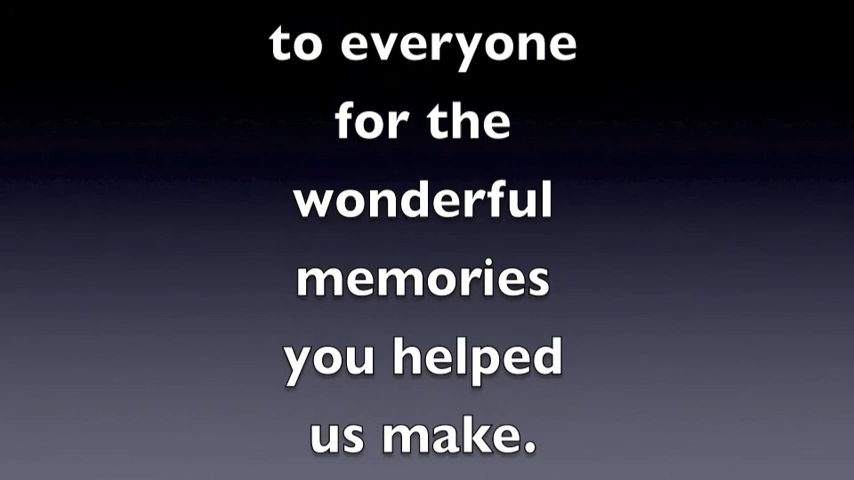 to everyone
for the
wonderful
memories
you helped
us make.